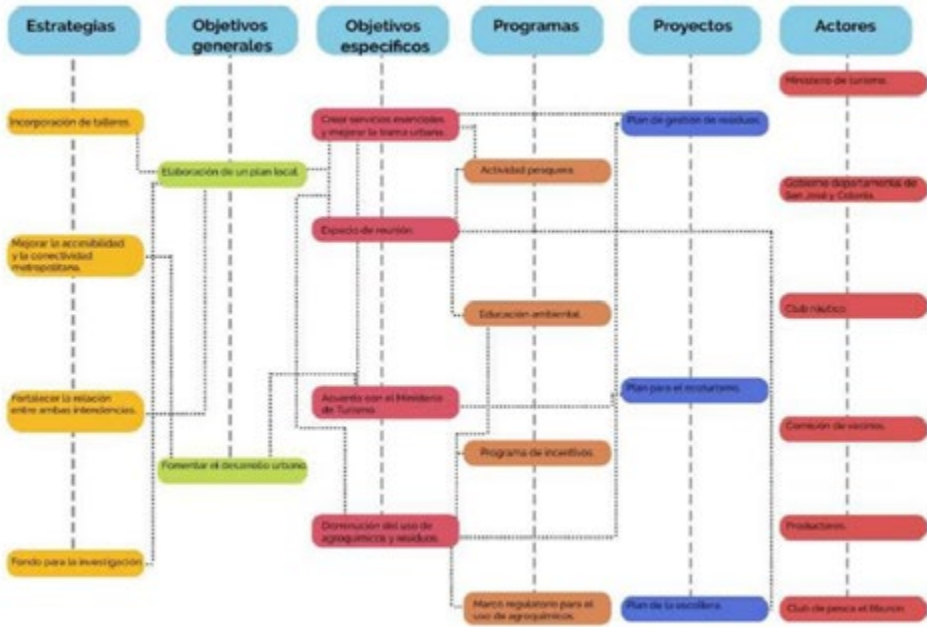 Estrategias
Objetivos
generales
Objetivos
especificos
Programas
Proyectos
Actores
Incorporación de talleres.
Mejorar la accesibilidad
y la conectividad
metropolitana.
Fortalecer la relación
entre ambas intendencias.
Fondo para la investigación
Elaboración de un plan local.
Fomentar el desarrollo urbano.
Crear servicios esenciales
y mejorar la trama urbana.
Espacio de reunión
Acuerdo con el Ministerio
de Turismo.
Disminución del uso de
agroquímicos y residuos.
Actividad pesquera
Educación ambiental.
Programa de incentivos.
Marco regulatorio para el
uso de agroquímicos.
Plan de gestión de residuos.
Plan para el ecoturismo.
Plan de la escollera.
Ministerio de turismo.
Gobierno departamental de
San José y Colonia.
Club náutico
Comisión de vecinos.
Productores.
Club de pesca el